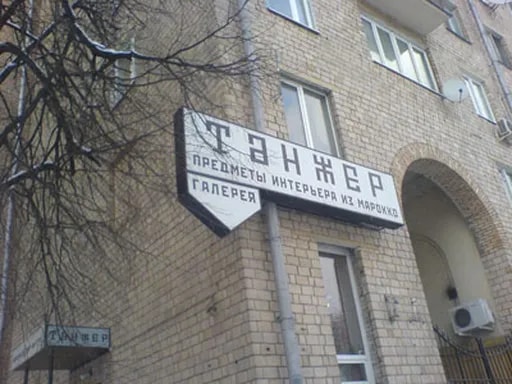 ТаНЖЕР
ПРЕДМЕТЫ ИНТЕРЬЕРА ИЗ МАРОККО
ГАЛЕРЕЯ
ТаНЖЕР